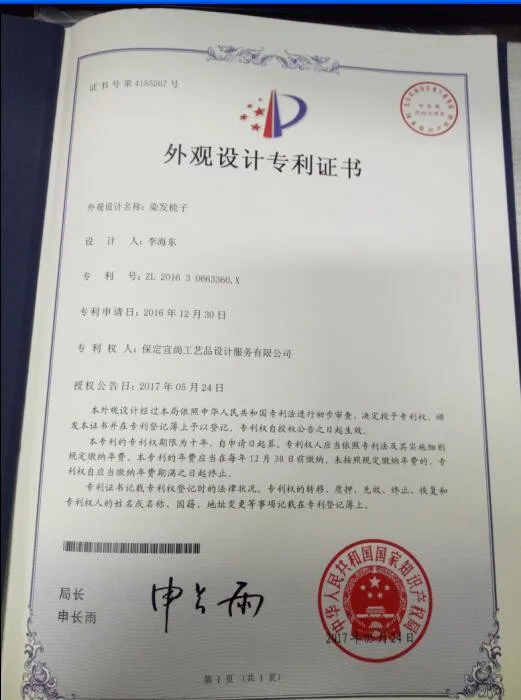 证书号第4155267号
外观设计专利证书
外观设计名称：染发梳子
设计人：李海东
专利号：ZL 2016 3 0663360.X
专利申请日：2016年12月30日
专利权人：保定宜尚工艺品设计服务有限公司
授权公告日：2017年05月24日
本外观设计经过本局依照中华人民共和国专利法进行初步审查，决定授予专利权，颁
发本证书并在专利登记簿上予以登记。专利权自授权公告之日起生效。
本专利的专利权期限为十年，自申请日起算。专利权人应当依照专利法及其实施细则
规定缴纳年费。本专利的年费应当在每年12月30日前缴纳。未按照规定缴纳年费的，专
利权自应当缴纳年费期满之日起终止。
专利证书记载专利权登记时的法律状况。专利权的转移、质押、无效、终止、恢复和
专利权人的姓名或名称、国籍、地址变更等事项记载在专利登记簿上。
局长
申长雨
申长雨
中华人民共和国国家知识产权局
2017年05月24日
第1页（共1页）